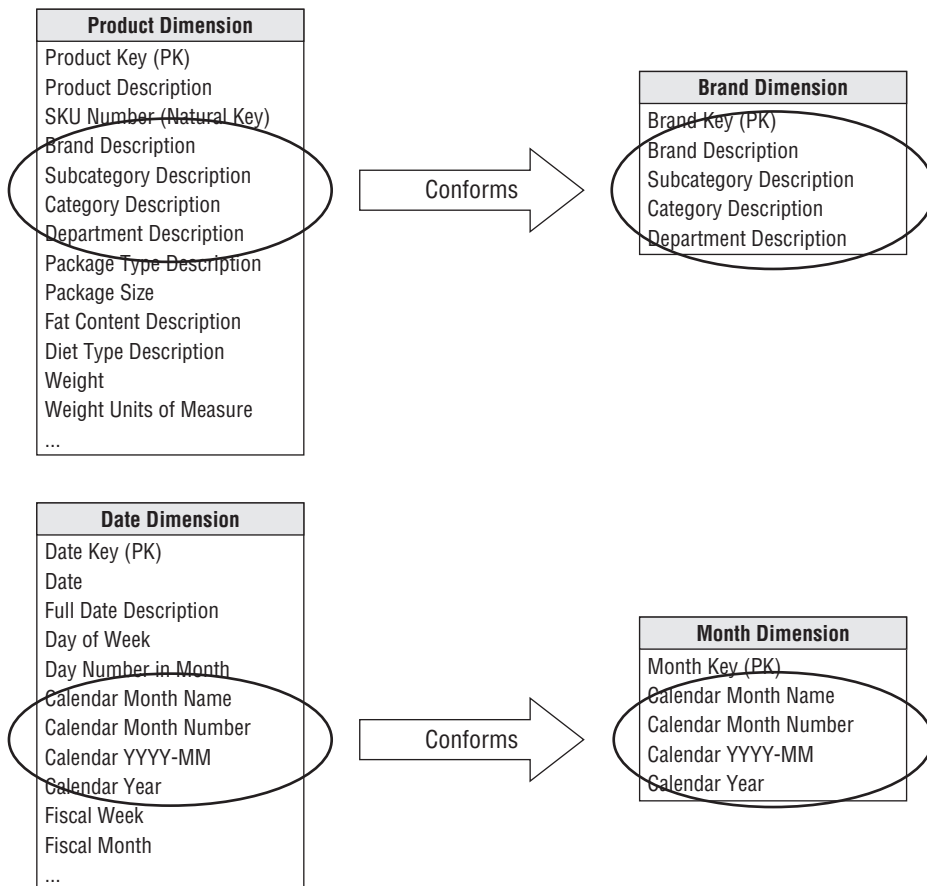 Product Dimension
Product Key (PK)
Product Description
SKU Number (Natural Key)
Brand Description
Subcategory Description
Category Description
Department Description
Package Type Description
Package Size
Fat Content Description
Diet Type Description
Weight
Weight Units of Measure
...
Conforms
Brand Dimension
Brand Key (PK)
Brand Description
Subcategory Description
Category Description
Department Description
Date Dimension
Date Key (PK)
Date
Full Date Description
Day of Week
Day Number in Month
Calendar Month Name
Calendar Month Number
Calendar YYYY-MM
Calendar Year
Fiscal Week
Fiscal Month
...
Conforms
Month Dimension
Month Key (PK)
Calendar Month Name
Calendar Month Number
Calendar YYYY-MM
Calendar Year